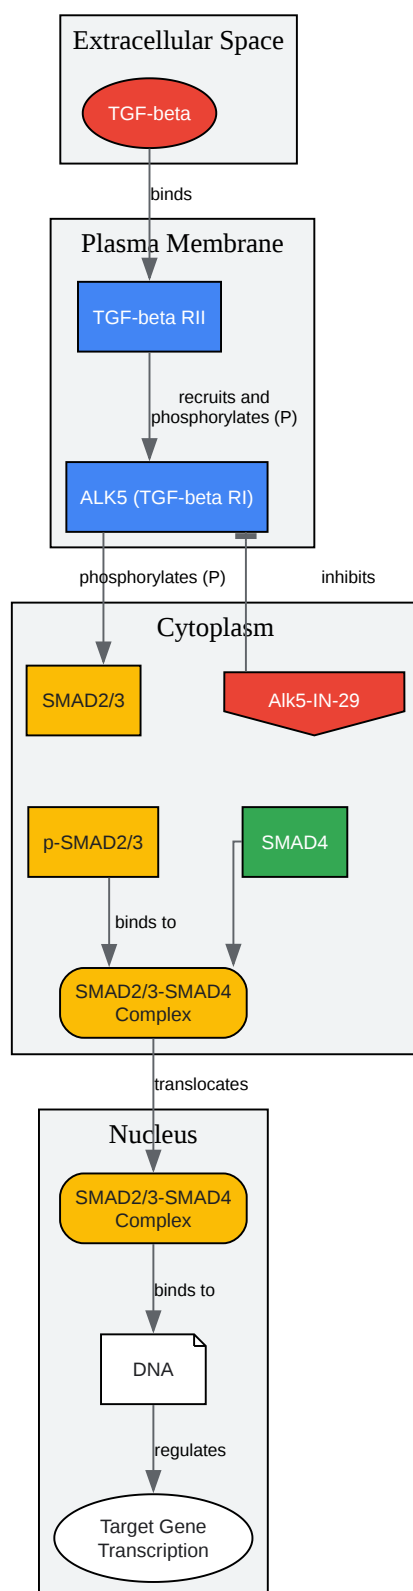 Extracellular Space
TGF-beta
binds
Plasma Membrane
TGF-beta RII
recruits and
phosphorylates (P)
ALK5 (TGF-beta RI)
phosphorylates (P)
inhibits
Cytoplasm
SMAD2/3
Alk5-IN-29
p-SMAD2/3
SMAD4
binds to
SMAD2/3-SMAD4
Complex
translocates
Nucleus
SMAD2/3-SMAD4
Complex
binds to
DNA
regulates
Target Gene
Transcription